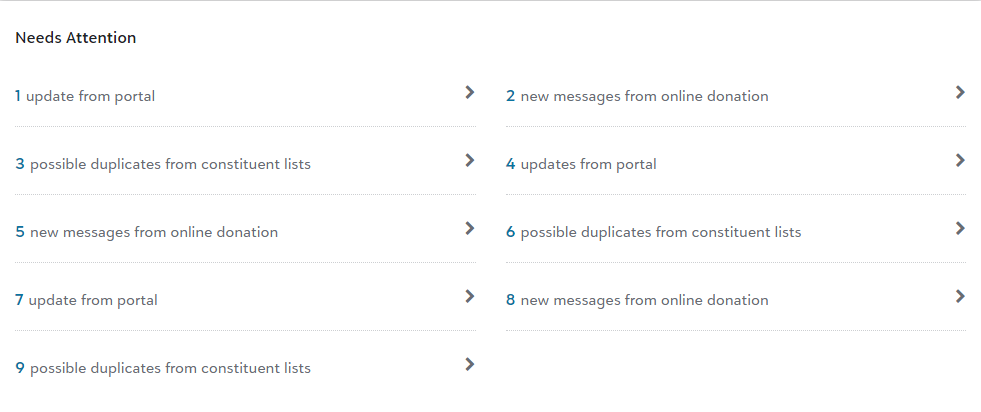 Needs Attention
1 update from portal
2 new messages from online donation
3 possible duplicates from constituent lists
4 updates from portal
5 new messages from online donation
6 possible duplicates from constituent lists
7 update from portal
8 new messages from online donation
9 possible duplicates from constituent lists